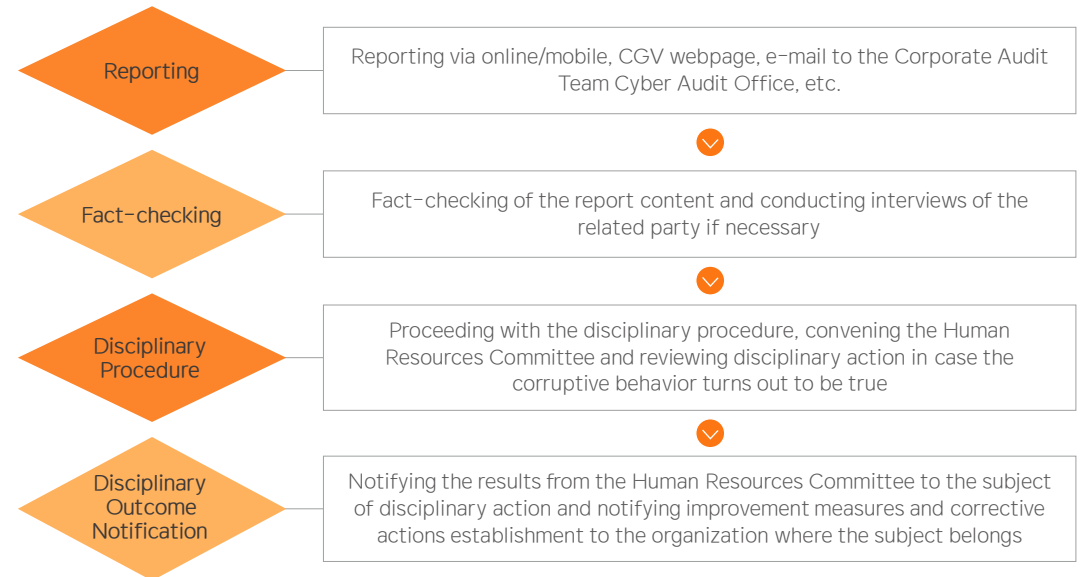 Reporting
Reporting via online/mobile, CGV webpage, e-mail to the Corporate Audit
Team Cyber Audit Office, etc.
Fact-checking
Fact-checking of the report content and conducting interviews of the
related party if necessary
Disciplinary
Procedure
Proceeding with the disciplinary procedure, convening the Human
Resources Committee and reviewing disciplinary action in case the
corruptive behavior turns out to be true
Disciplinary
Outcome
Notification
Notifying the results from the Human Resources Committee to the subject
of disciplinary action and notifying improvement measures and corrective
actions establishment to the organization where the subject belongs